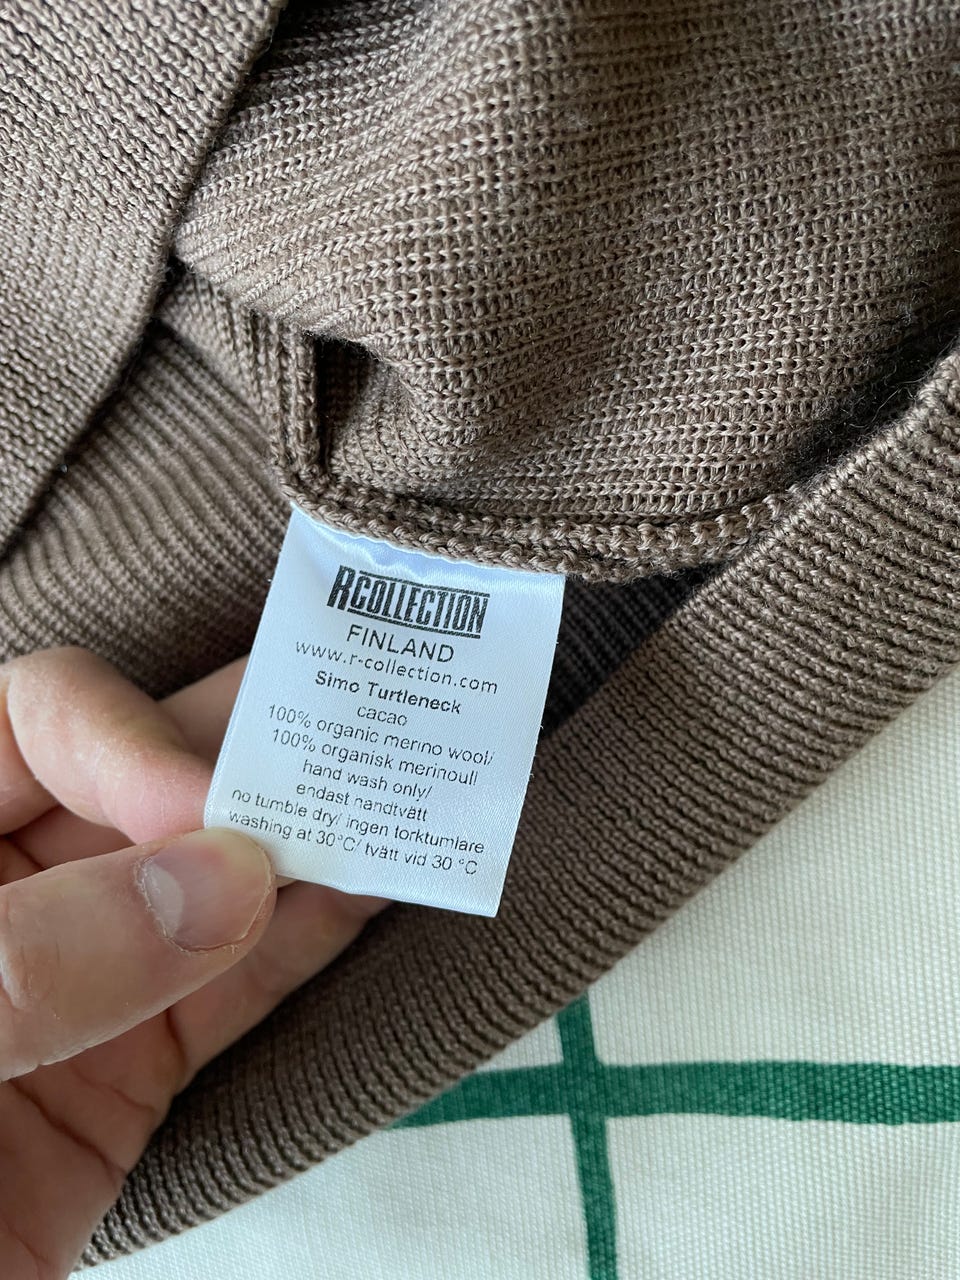 RCOLLECTION
FINLAND
www.r-collection.com
Simo Turtleneck
cacao
100% organic merino wool/
100% organisk merinoull
hand wash only/
endast handtvätt
no tumble dry/ ingen torktumlare
washing at 30°C/ tvätt vid 30 °C